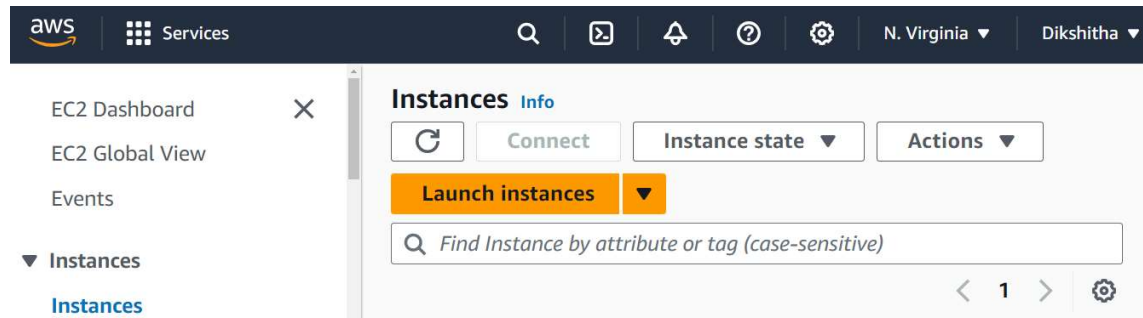 aws Services N. Virginia ▼ Dikshitha ▼
EC2 Dashboard
EC2 Global View
Events
▼ Instances
Instances
Instances Info
Connect Instance state ▼ Actions ▼
Launch instances ▼
Find Instance by attribute or tag (case-sensitive)
< 1 >